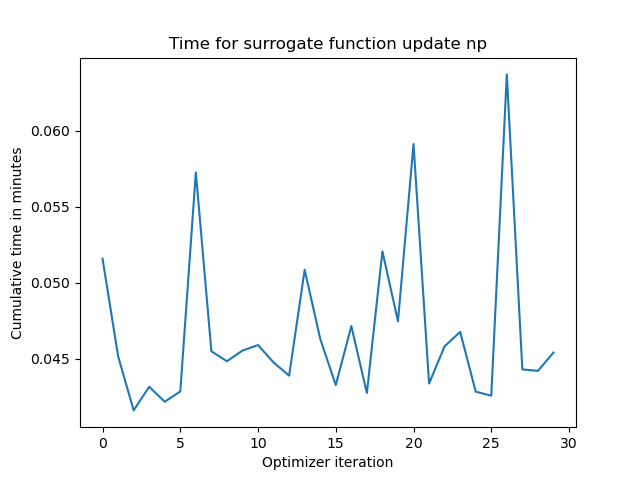 Time for surrogate function update np
Cumulative time in minutes
0.060
0.055
0.050
0.045
0 5 10 15 20 25 30
Optimizer iteration